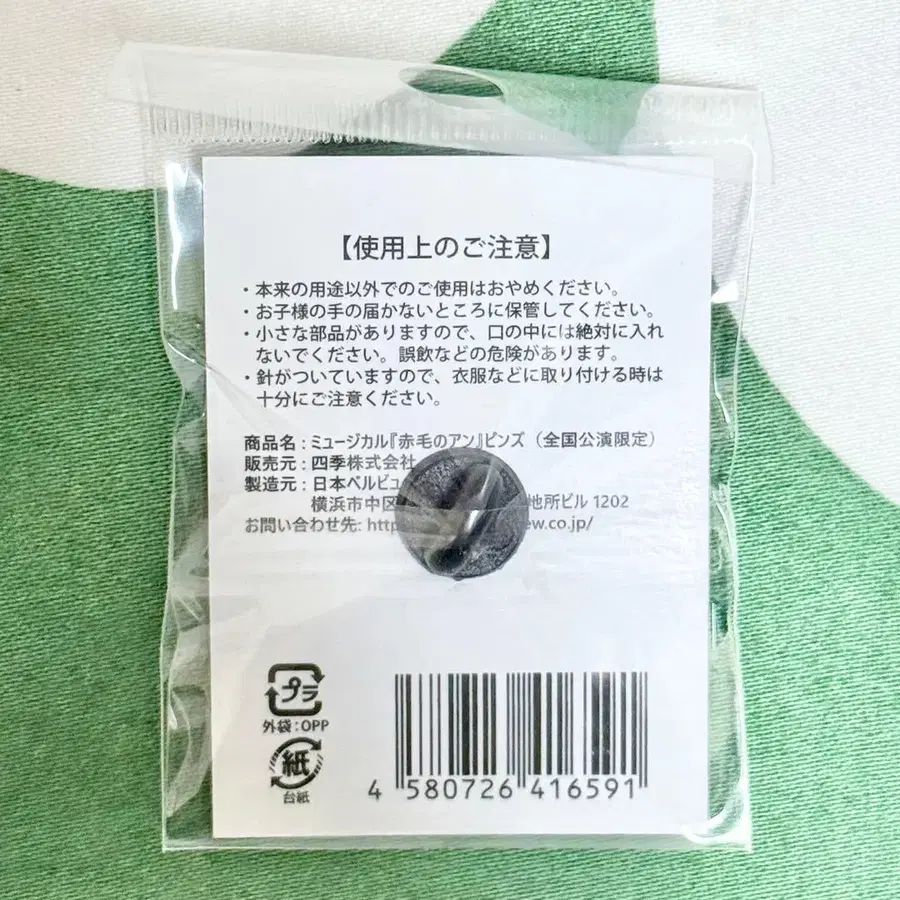 【使用上のご注意】
・本来の用途以外でのご使用はおやめください。
・お子様の手の届かないところに保管してください。
・小さな部品がありますので、口の中には絶対に入れ
ないでください。誤飲などの危険があります。
・針がついていますので、衣服などに取り付ける時は
十分にご注意ください。
商品名：ミュージカル『赤毛のアン』ピンズ（全国公演限定）
販売元：四季株式会社
製造元：日本ベルビュ
横浜市中区 地所ビル 1202
お問い合わせ先: http ew.co.jp/
プラ
外袋：OPP
紙
台紙
4 580726 416591